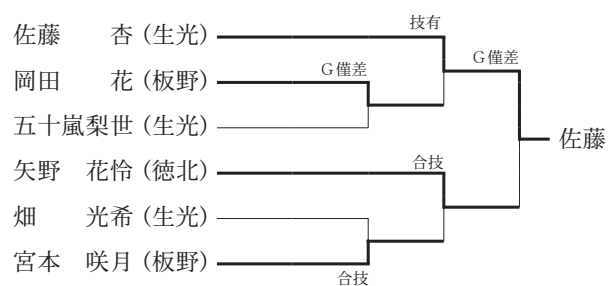 佐藤　　杏（生光）
技有
岡田　　花（板野）
G僅差
G僅差
五十嵐梨世（生光）
佐藤
矢野　花怜（徳北）
合技
畑　　光希（生光）
宮本　咲月（板野）
合技